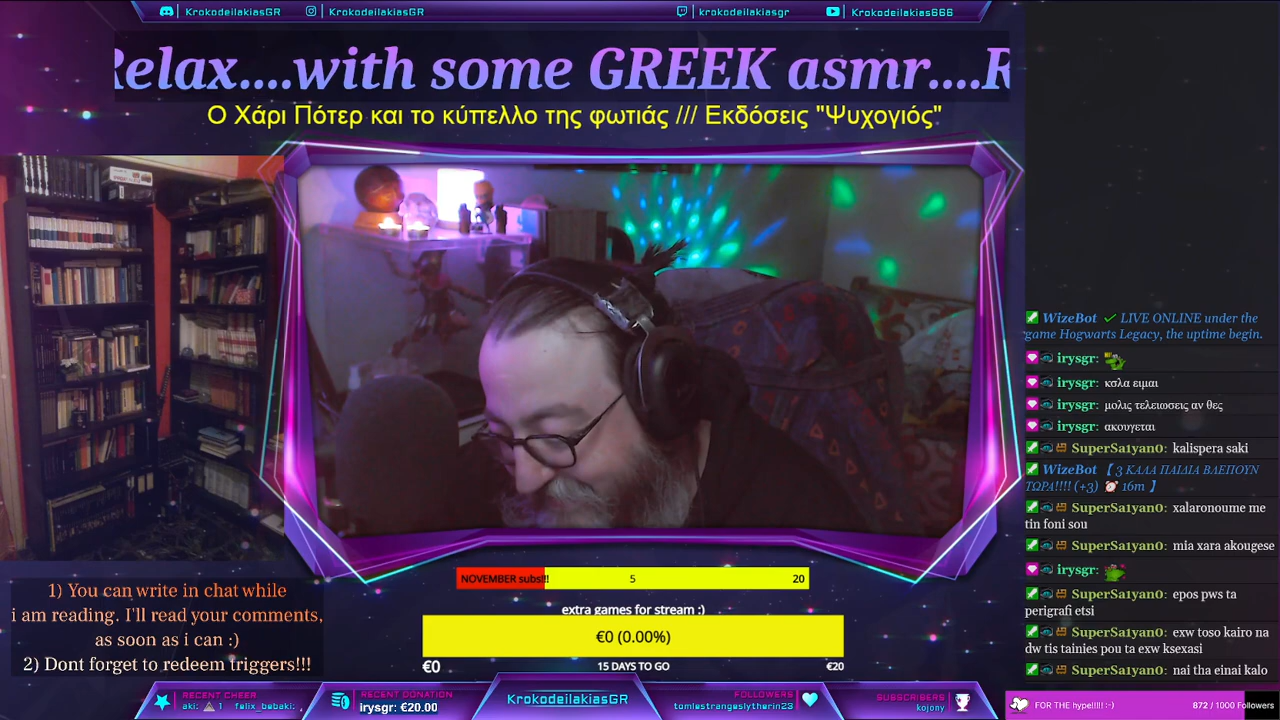 KrokodeilakiasGR
KrokodeilakiasGR
krokodeilakiasgr
Krokodeilakias666
Relax....with some GREEK asmr....R
Ο Χάρι Πότερ και το κύπελλο της φωτιάς /// Εκδόσεις "Ψυχογιός"
WizeBot ✓ LIVE ONLINE under the
game Hogwarts Legacy, the uptime begin.
irysgr:
irysgr: κσλα ειμαι
irysgr: μολις τελειωσεις αν θες
irysgr: ακουγεται
SuperSa1yan0: kalispera saki
WizeBot 【 3 ΚΑΛΑ ΠΑΙΔΙΑ ΒΛΕΠΟΥΝ
ΤΩΡΑ!!!! (+3) ⏰ 16m 】
SuperSa1yan0: xalaronoume me
tin foni sou
SuperSa1yan0: mia xara akougese
irysgr:
SuperSa1yan0: epos pws ta
perigrafi etsi
SuperSa1yan0: exw toso kairo na
dw tis tainies pou ta exw ksexasi
SuperSa1yan0: nai tha einai kalo
1) You can write in chat while
i am reading. I'll read your comments,
as soon as i can :)
2) Dont forget to redeem triggers!!!
NOVEMBER subs!!! 5 20
extra games for stream :)
€0 (0.00%)
€0 15 DAYS TO GO €20
RECENT CHEER
aki: 1 felix_bebaki:
RECENT DONATION
irysgr: €20.00
KrokodeilakiasGR
FOLLOWERS
tomlestrangeslytherin23
SUBSCRIBERS
kojony
FOR THE hype!!!! :-) 872 / 1000 Followers